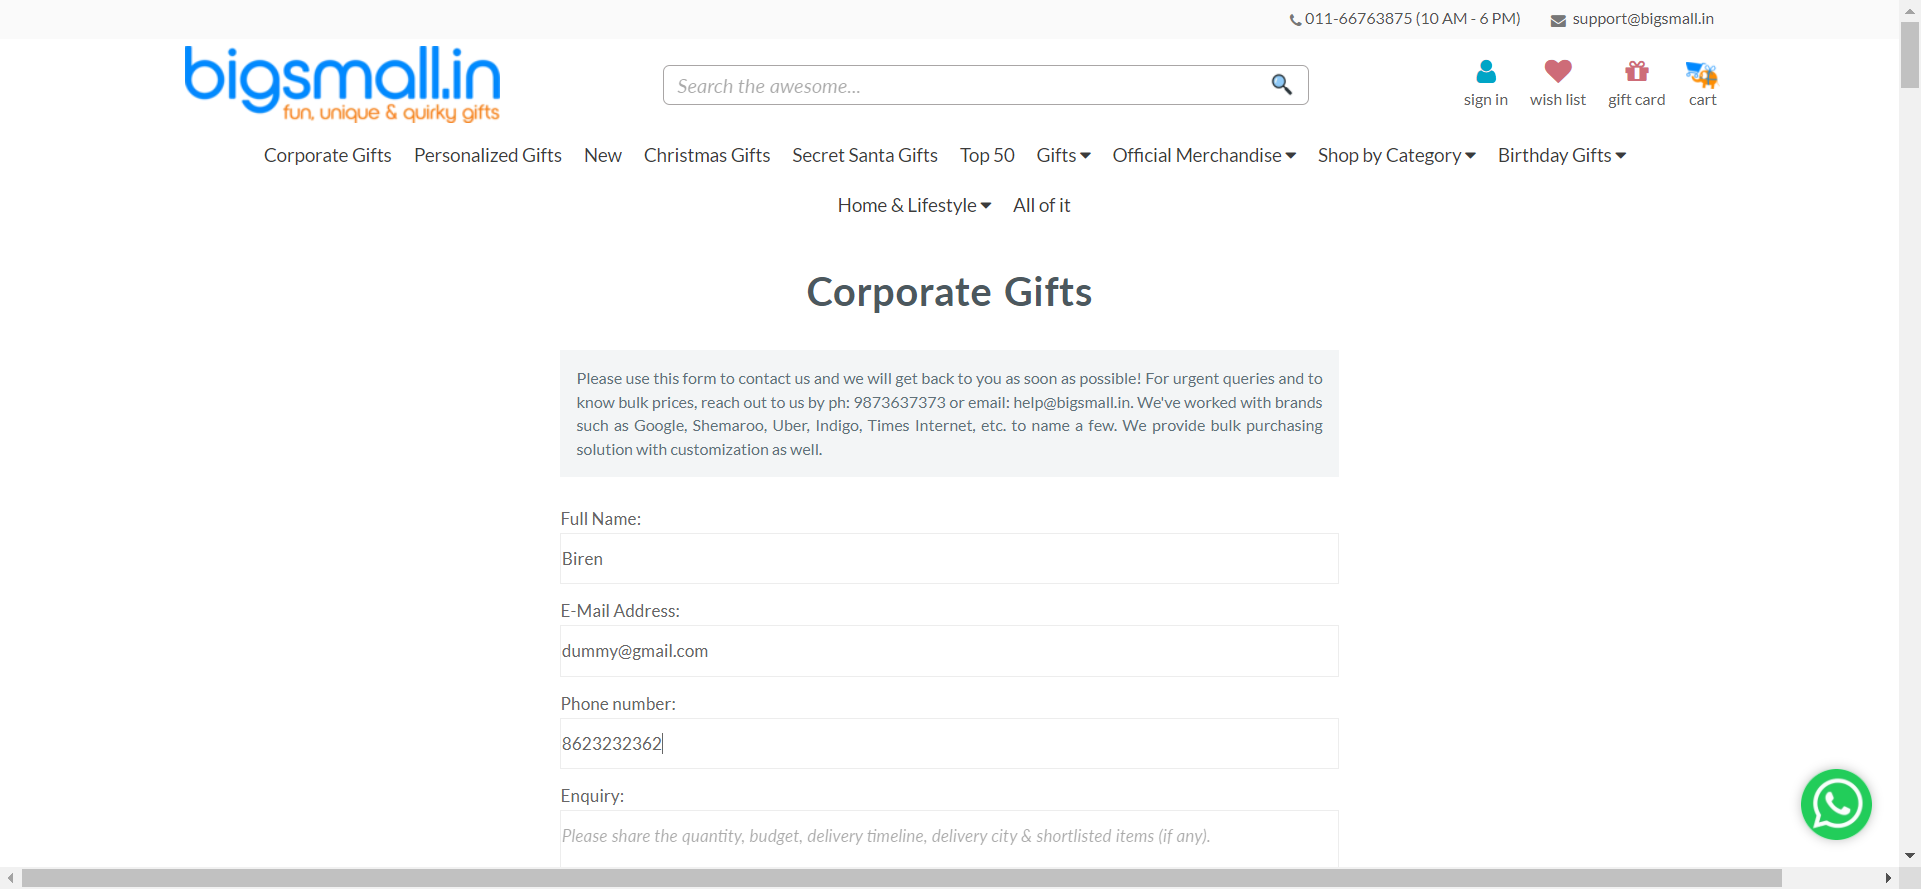 011-66763875 (10 AM - 6 PM) support@bigsmall.in
bigsmall.in
fun, unique & quirky gifts
Search the awesome...
sign in wish list gift card cart
Corporate Gifts Personalized Gifts New Christmas Gifts Secret Santa Gifts Top 50 Gifts Official Merchandise Shop by Category Birthday Gifts
Home & Lifestyle All of it
Corporate Gifts
Please use this form to contact us and we will get back to you as soon as possible! For urgent queries and to
know bulk prices, reach out to us by ph: 9873637373 or email: help@bigsmall.in. We've worked with brands
such as Google, Shemaroo, Uber, Indigo, Times Internet, etc. to name a few. We provide bulk purchasing
solution with customization as well.
Full Name:
Biren
E-Mail Address:
dummy@gmail.com
Phone number:
8623232362
Enquiry:
Please share the quantity, budget, delivery timeline, delivery city & shortlisted items (if any).